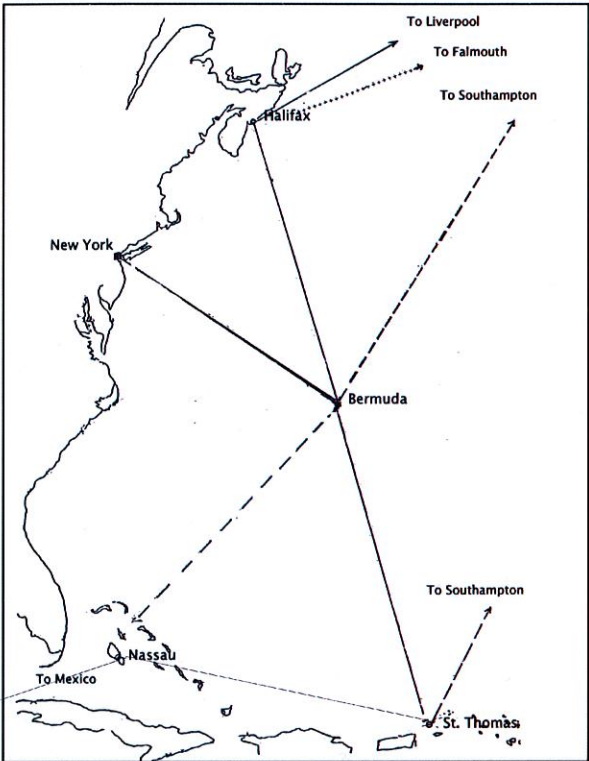 To Liverpool
To Falmouth
To Southampton
Halifax
New York
Bermuda
To Southampton
Nassau
To Mexico
St. Thomas